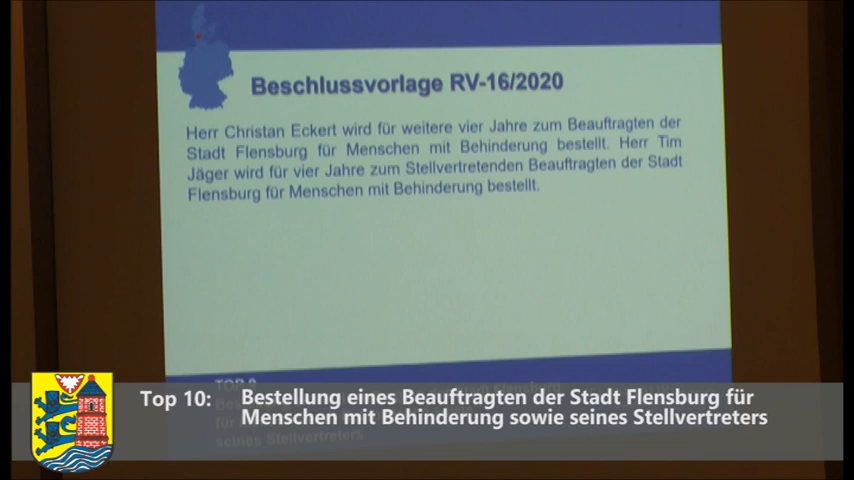 Beschlussvorlage RV-16/2020
Herr Christan Eckert wird für weitere vier Jahre zum Beauftragten der
Stadt Flensburg für Menschen mit Behinderung bestellt. Herr Tim
Jäger wird für vier Jahre zum Stellvertretenden Beauftragten der Stadt
Flensburg für Menschen mit Behinderung bestellt.
Top 10: Bestellung eines Beauftragten der Stadt Flensburg für
Menschen mit Behinderung sowie seines Stellvertreters
seines Stellvertreters